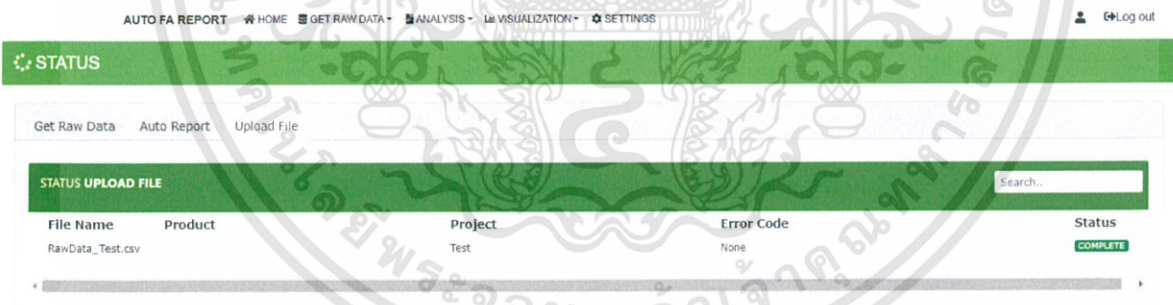 AUTO FA REPORT HOME GET RAW DATA ANALYSIS VISUALIZATION SETTINGS Log out
STATUS
Get Raw Data Auto Report Upload File
STATUS UPLOAD FILE Search..
File Name Product Project Error Code Status
RawData_Test.csv Test None COMPLETE